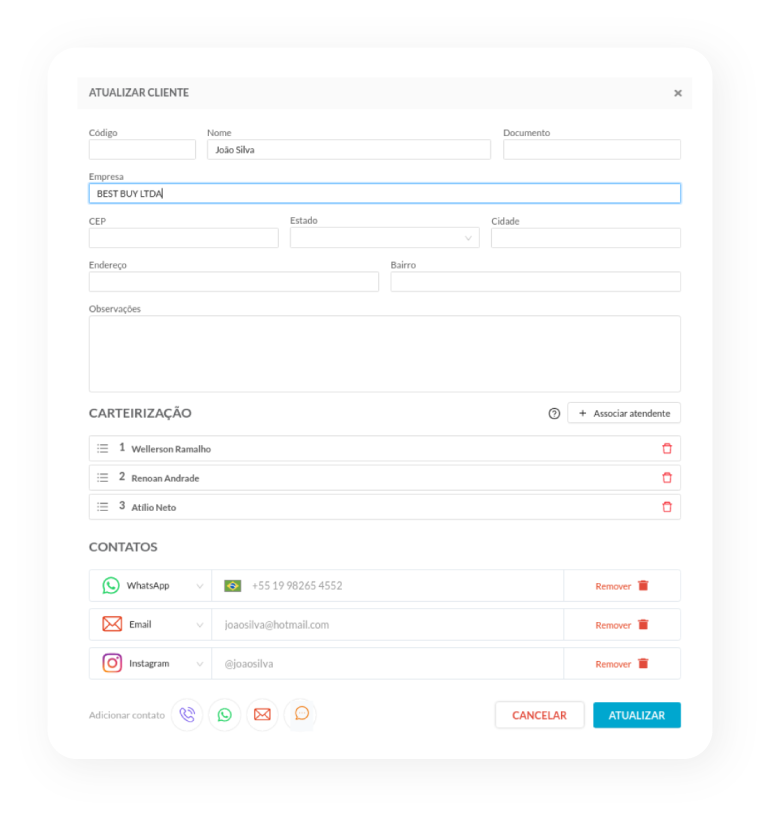 ATUALIZAR CLIENTE ×
Código Nome Documento
João Silva
Empresa
BEST BUY LTDA
CEP Estado Cidade
Endereço Bairro
Observações
CARTEIRIZAÇÃO ? + Associar atendente
1 Wellerson Ramalho
2 Renoan Andrade
3 Atílio Neto
CONTATOS
WhatsApp +55 19 98265 4552 Remover
Email joaosilva@hotmail.com Remover
Instagram @joaosilva Remover
Adicionar contato CANCELAR ATUALIZAR